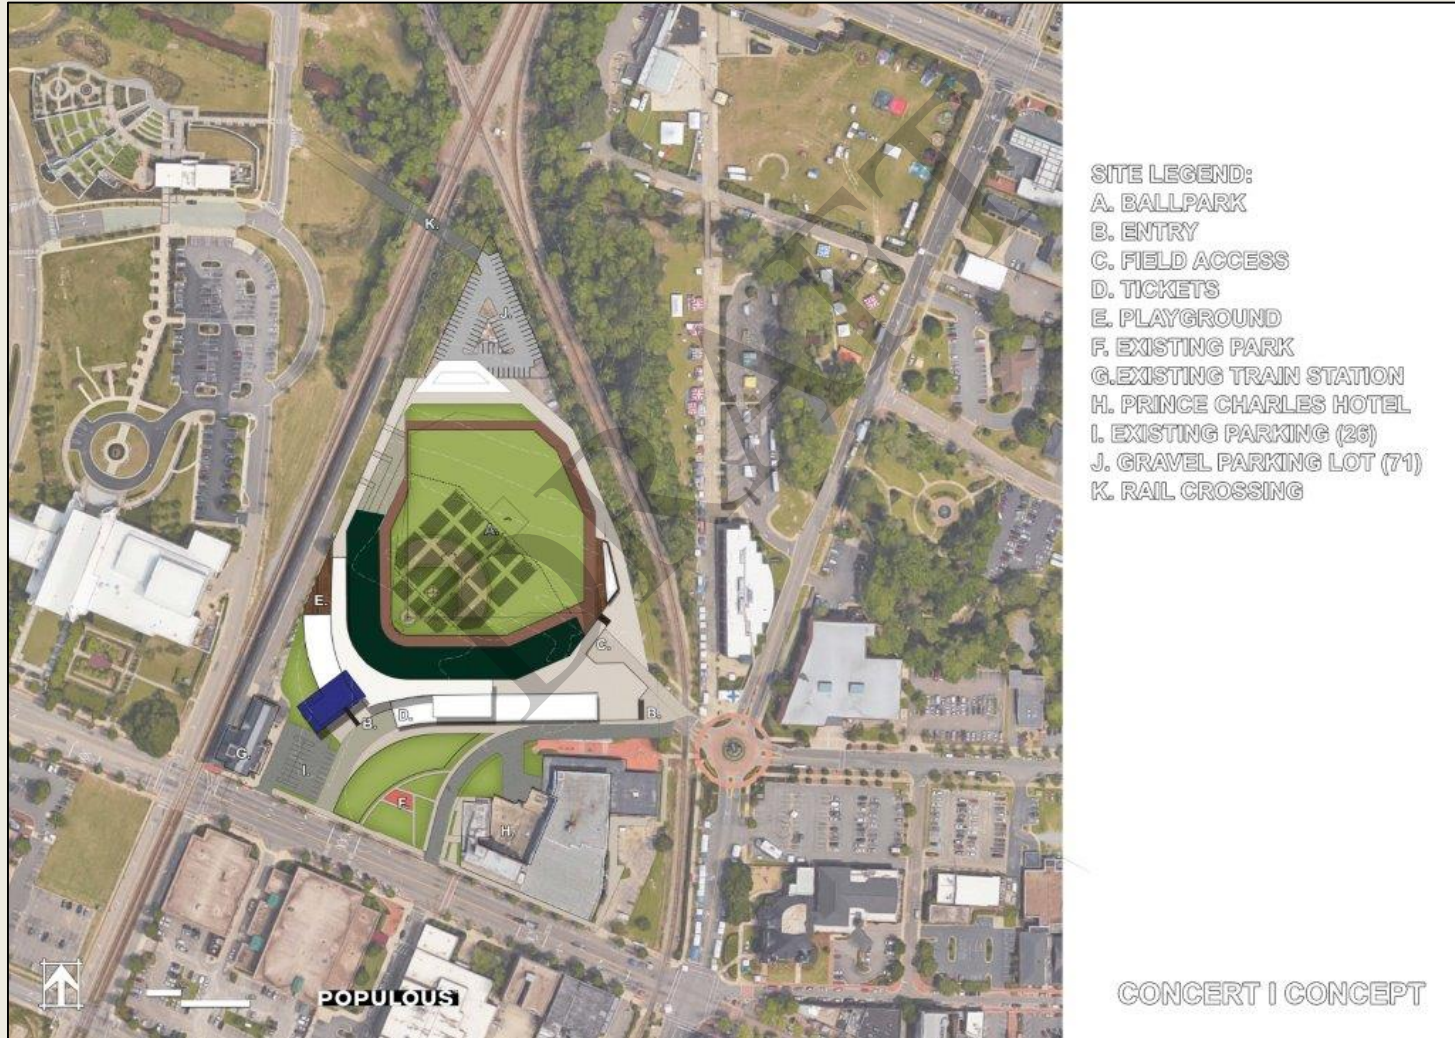 SITE LEGEND:
A. BALLPARK
B. ENTRY
C. FIELD ACCESS
D. TICKETS
E. PLAYGROUND
F. EXISTING PARK
G.EXISTING TRAIN STATION
H. PRINCE CHARLES HOTEL
I. EXISTING PARKING (26)
J. GRAVEL PARKING LOT (71)
K. RAIL CROSSING
K.
J.
A.
E.
C.
B.
D.
B.
G.
I.
F.
H.
DRAFT
POPULOUS
CONCERT | CONCEPT